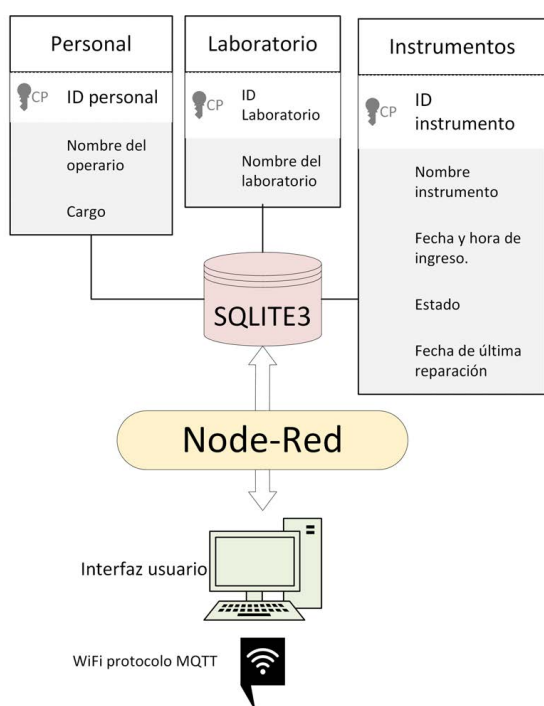 Personal
CP
ID personal
Nombre del
operario
Cargo
Laboratorio
CP
ID
Laboratorio
Nombre del
laboratorio
Instrumentos
CP
ID
instrumento
Nombre
instrumento
Fecha y hora de
ingreso.
Estado
Fecha de última
reparación
SQLITE3
Node-Red
Interfaz usuario
WiFi protocolo MQTT